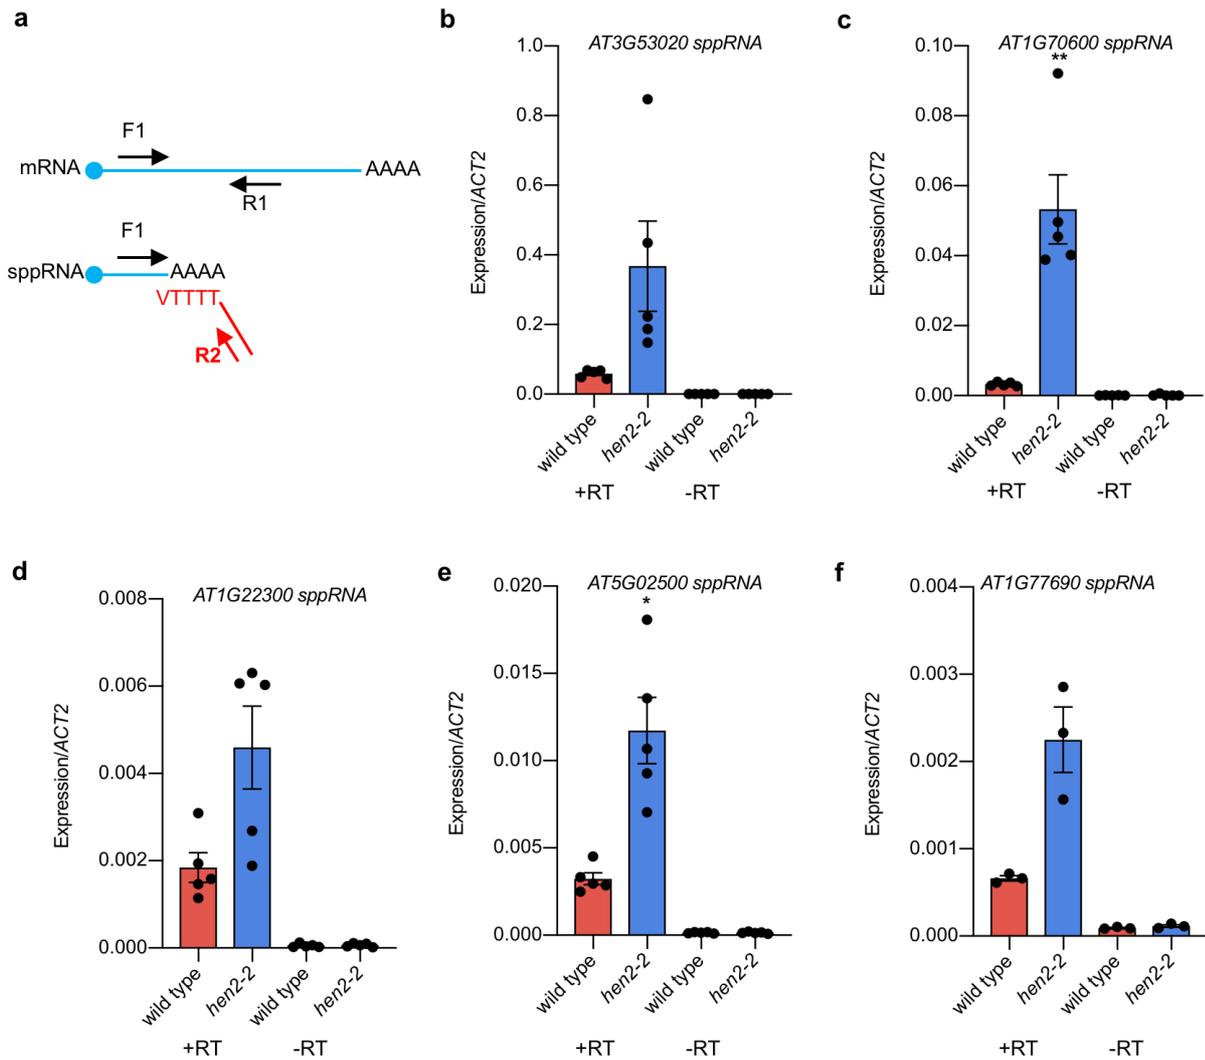 a
F1
mRNA
AAAA
R1
F1
sppRNA
AAAA
VTTTT
R2
b
AT3G53020 sppRNA
Expression/ACT2
1.0
0.8
0.6
0.4
0.2
0.0
wild type
hen2-2
wild type
hen2-2
+RT
-RT
c
AT1G70600 sppRNA
**
Expression/ACT2
0.10
0.08
0.06
0.04
0.02
0.00
wild type
hen2-2
wild type
hen2-2
+RT
-RT
d
AT1G22300 sppRNA
Expression/ACT2
0.008
0.006
0.004
0.002
0.000
wild type
hen2-2
wild type
hen2-2
+RT
-RT
e
AT5G02500 sppRNA
*
Expression/ACT2
0.020
0.015
0.010
0.005
0.000
wild type
hen2-2
wild type
hen2-2
+RT
-RT
f
AT1G77690 sppRNA
Expression/ACT2
0.004
0.003
0.002
0.001
0.000
wild type
hen2-2
wild type
hen2-2
+RT
-RT